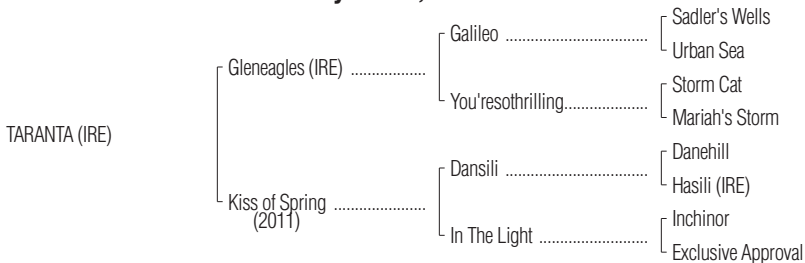 Sadler's Wells
Galileo ................................
Urban Sea
Gleneagles (IRE) ..................
Storm Cat
You'resothrilling....................
Mariah's Storm
TARANTA (IRE)
Danehill
Dansili ..................................
Hasili (IRE)
Kiss of Spring ......................
(2011)
Inchinor
In The Light ..........................
Exclusive Approval